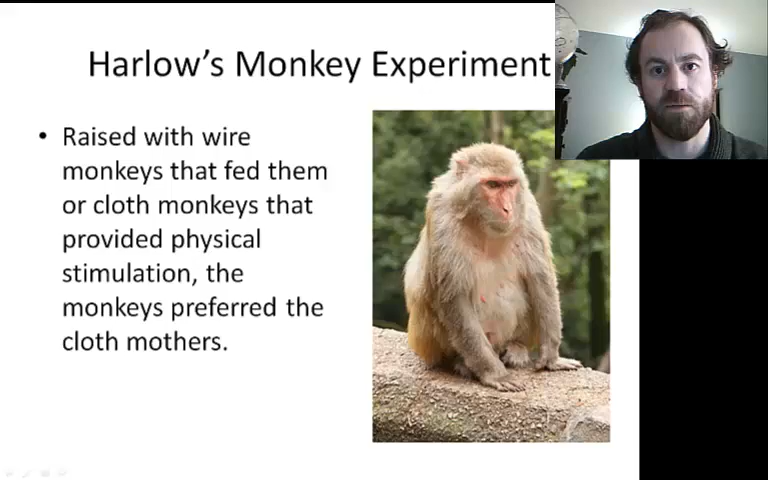 Harlow's Monkey Experiment
• Raised with wire
monkeys that fed them
or cloth monkeys that
provided physical
stimulation, the
monkeys preferred the
cloth mothers.